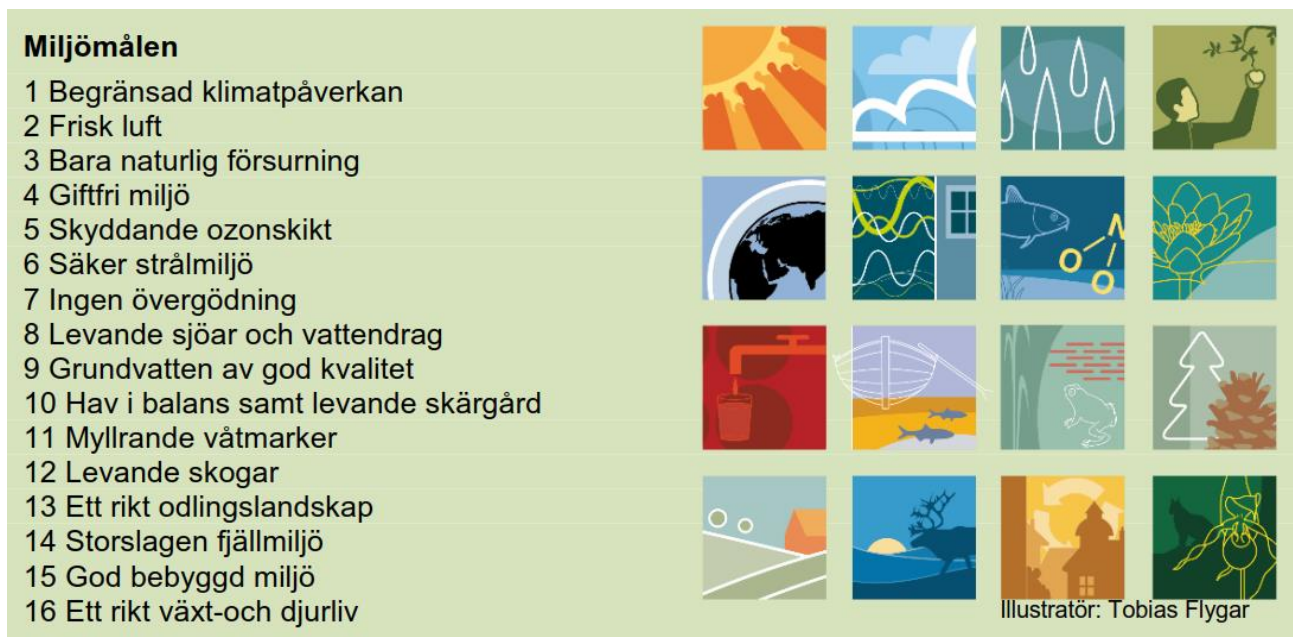 Miljömålen
1 Begränsad klimatpåverkan
2 Frisk luft
3 Bara naturlig försurning
4 Giftfri miljö
5 Skyddande ozonskikt
6 Säker strålmiljö
7 Ingen övergödning
8 Levande sjöar och vattendrag
9 Grundvatten av god kvalitet
10 Hav i balans samt levande skärgård
11 Myllrande våtmarker
12 Levande skogar
13 Ett rikt odlingslandskap
14 Storslagen fjällmiljö
15 God bebyggd miljö
16 Ett rikt växt-och djurliv
N
O
O
Illustratör: Tobias Flygar